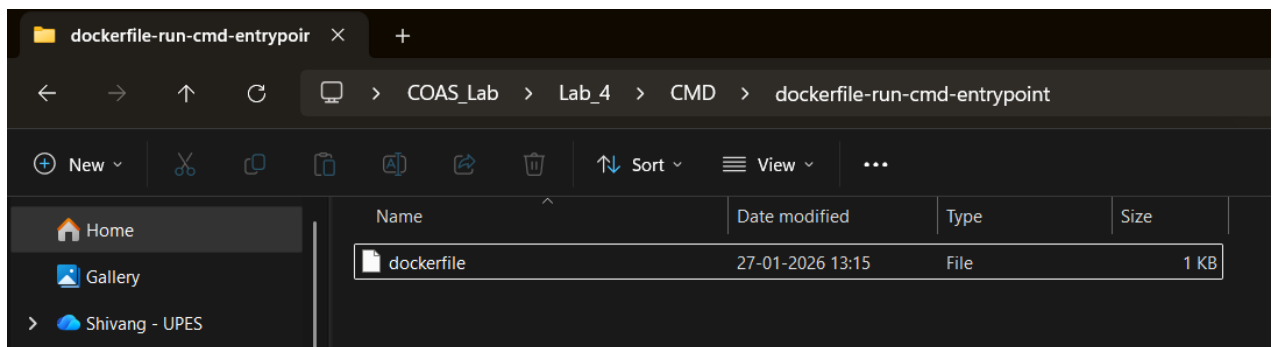 dockerfile-run-cmd-entrypoir
COAS_Lab > Lab_4 > CMD > dockerfile-run-cmd-entrypoint
New Sort View
Name Date modified Type Size
Home
dockerfile 27-01-2026 13:15 File 1 KB
Gallery
Shivang - UPES